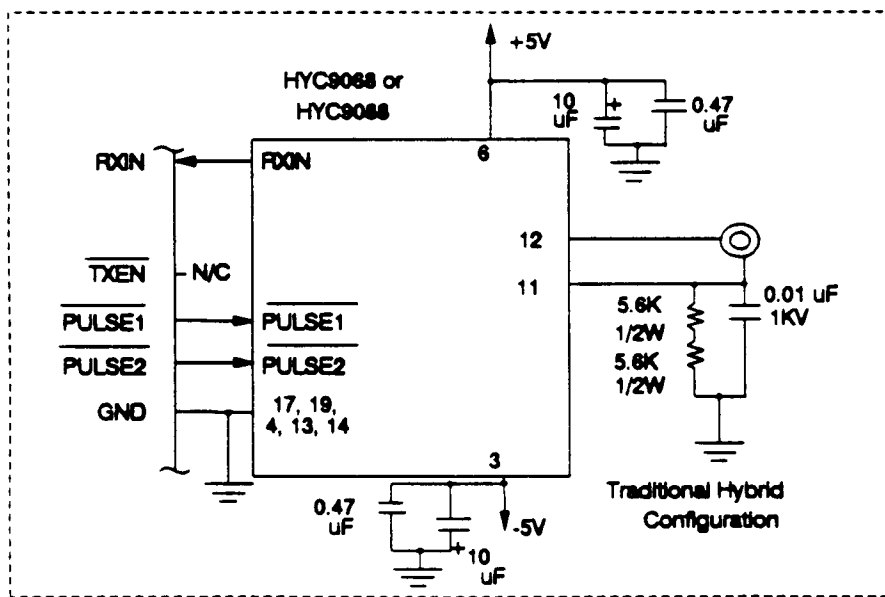 +5V
HYC9068 or
HYC9088
10
uF
+
0.47
uF
6
RXIN
RXIN
12
TXEN
N/C
11
PULSE1
PULSE1
PULSE2
PULSE2
5.6K
1/2W
5.6K
1/2W
0.01 uF
1KV
GND
17, 19,
4, 13, 14
3
0.47
uF
-5V
+
10
uF
Traditional Hybrid
Configuration